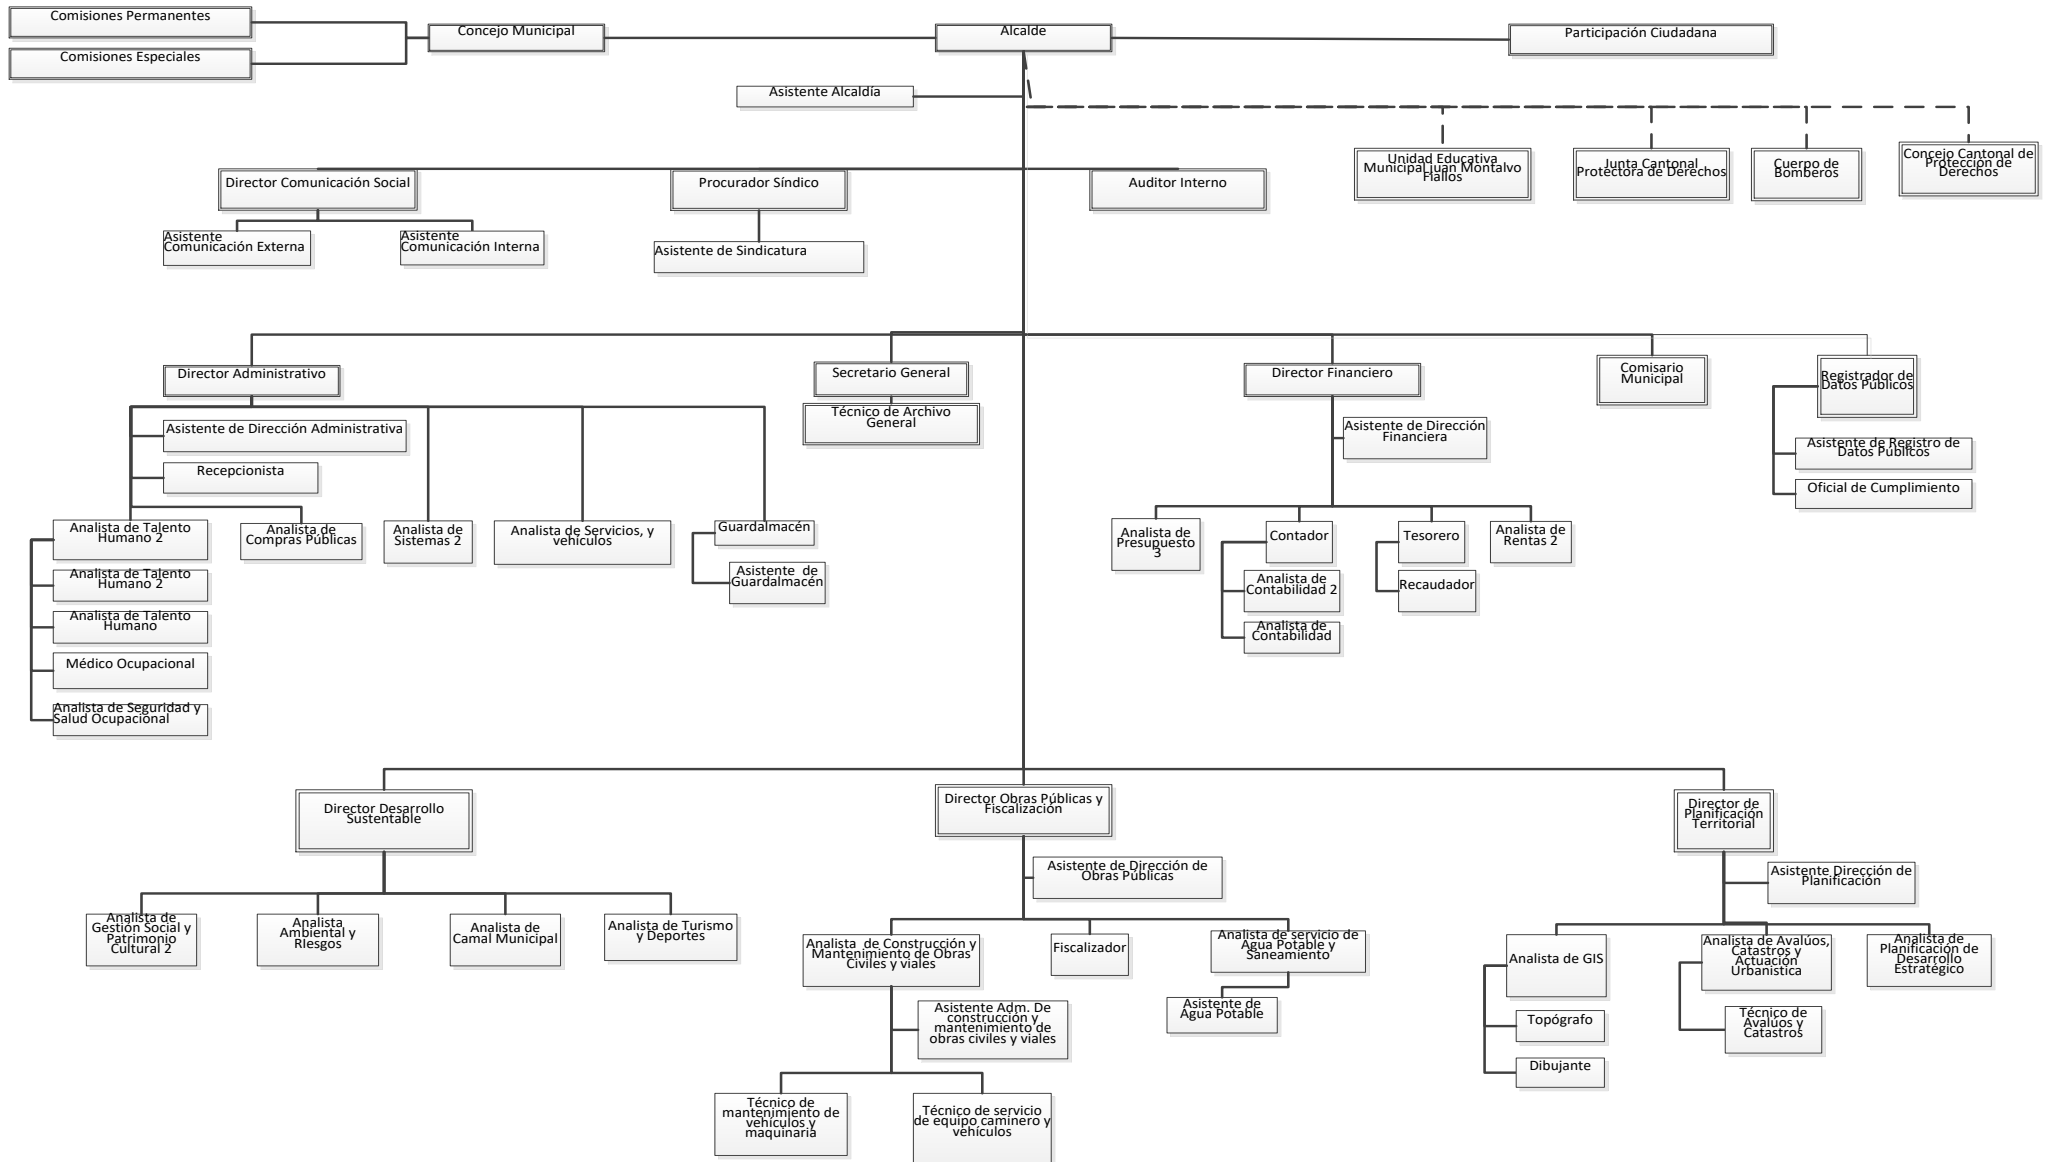 Comisiones Permanentes
Comisiones Especiales
Concejo Municipal
Alcalde
Participación Ciudadana
Asistente Alcaldía
Unidad Educativa
Municipal Juan Montalvo
Fiallos
Junta Cantonal
Protectora de Derechos
Cuerpo de
Bomberos
Concejo Cantonal de
Protección de
Derechos
Director Comunicación Social
Procurador Síndico
Auditor Interno
Asistente
Comunicación Externa
Asistente
Comunicación Interna
Asistente de Sindicatura
Director Administrativo
Secretario General
Director Financiero
Comisario
Municipal
Registrador de
Datos Públicos
Técnico de Archivo
General
Asistente de Dirección Administrativa
Recepcionista
Asistente de Dirección
Financiera
Asistente de Registro de
Datos Públicos
Oficial de Cumplimiento
Analista de Talento
Humano 2
Analista de
Compras Públicas
Analista de
Sistemas 2
Analista de Servicios, y
vehículos
Guardalmacén
Asistente  de
Guardalmacén
Analista de Talento
Humano 2
Analista de Talento
Humano
Médico Ocupacional
Analista de Seguridad y
Salud Ocupacional
Analista de
Presupuesto
3
Contador
Tesorero
Analista de
Rentas 2
Analista de
Contabilidad 2
Recaudador
Analista de
Contabilidad
Director Desarrollo
Sustentable
Director Obras Públicas y
Fiscalización
Director de
Planificación
Territorial
Asistente de Dirección de
Obras Públicas
Asistente Dirección de
Planificación
Analista de
Gestión Social y
Patrimonio
Cultural 2
Analista
Ambiental y
RIesgos
Analista de
Camal Municipal
Analista de Turismo
y Deportes
Analista  de Construcción y
Mantenimiento de Obras
Civiles y viales
Fiscalizador
Analista de servicio de
Agua Potable y
Saneamiento
Analista de GIS
Analista de Avalúos,
Catastros y
Actuación
Urbanistica
Analista de
Planificación de
Desarrollo
Estratégico
Asistente Adm. De
construcción y
mantenimiento de
obras civiles y viales
Asistente de
Agua Potable
Topógrafo
Técnico de
Avalúos y
Catastros
Dibujante
Técnico de
mantenimiento de
vehículos y
maquinaria
Técnico de servicio
de equipo caminero y
vehículos